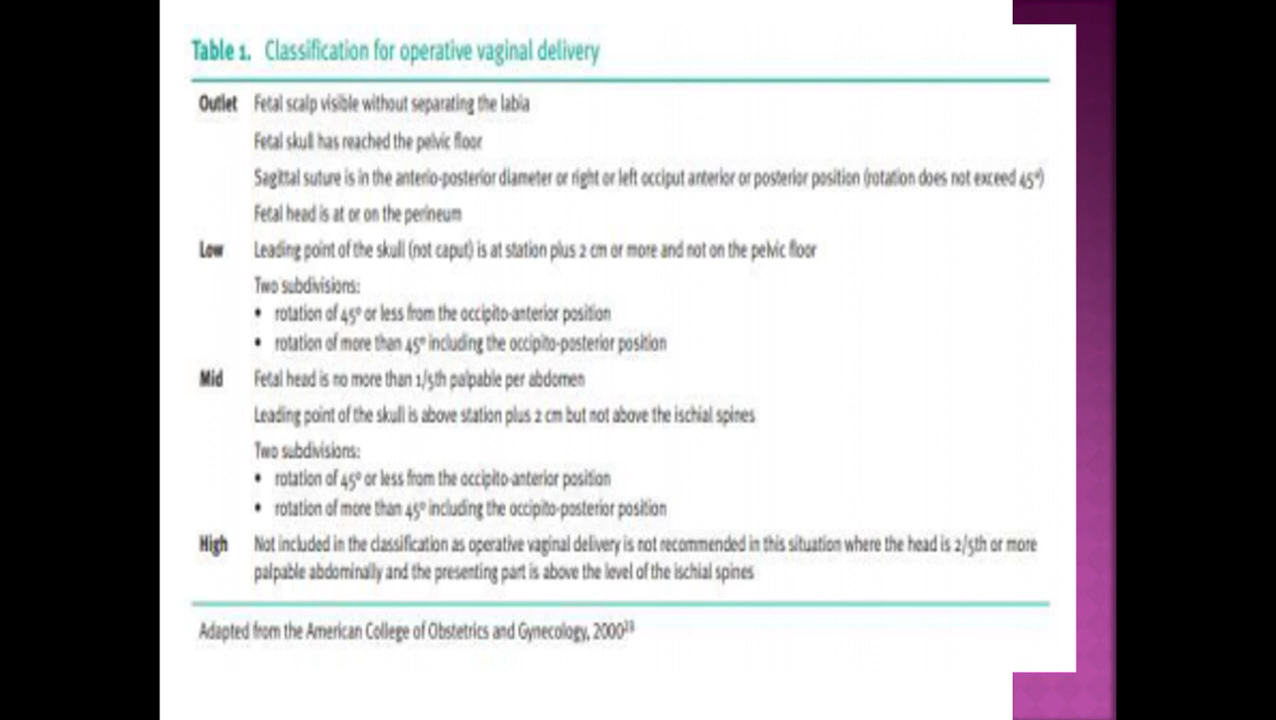 Table 1. Classification for operative vaginal delivery
Outlet Fetal scalp visible without separating the labia
Fetal skull has reached the pelvic floor
Sagittal suture is in the anterio-posterior diameter or right or left occiput anterior or posterior position (rotation does not exceed 45º)
Fetal head is at or on the perineum
Low Leading point of the skull (not caput) is at station plus 2 cm or more and not on the pelvic floor
Two subdivisions:
• rotation of 45º or less from the occipito-anterior position
• rotation of more than 45º including the occipito-posterior position
Mid Fetal head is no more than 1/5th palpable per abdomen
Leading point of the skull is above station plus 2 cm but not above the ischial spines
Two subdivisions:
• rotation of 45º or less from the occipito-anterior position
• rotation of more than 45º including the occipito-posterior position
High Not included in the classification as operative vaginal delivery is not recommended in this situation where the head is 2/5th or more
palpable abdominally and the presenting part is above the level of the ischial spines
Adapted from the American College of Obstetrics and Gynecology, 2000